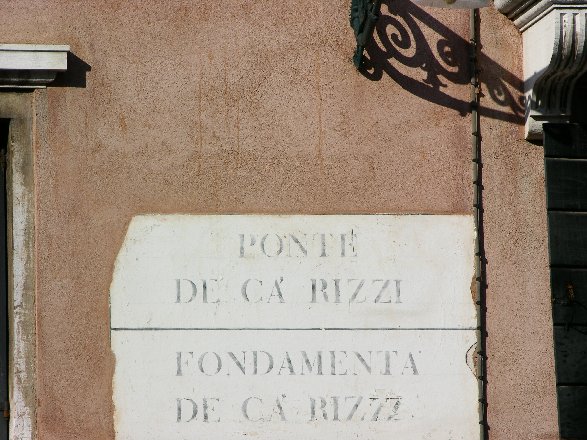 PONTE
DE CA' RIZZI
FONDAMENTA
DE CA' RIZZI